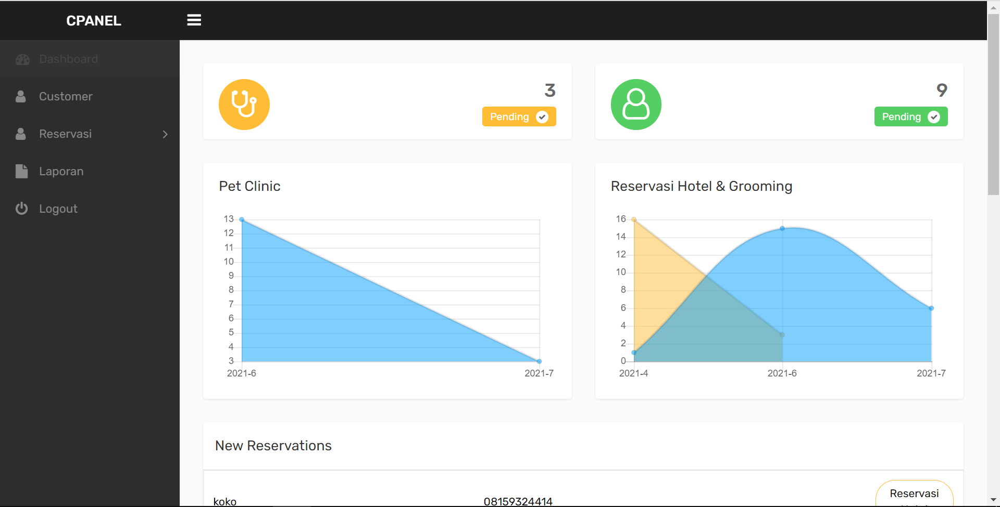 CPANEL
Dashboard
Customer
Reservasi
Laporan
Logout
3
Pending
9
Pending
Pet Clinic
13
12
11
10
9
8
7
6
5
4
3
2021-6
2021-7
Reservasi Hotel & Grooming
16
14
12
10
8
6
4
2
0
2021-4
2021-6
2021-7
New Reservations
koko
08159324414
Reservasi